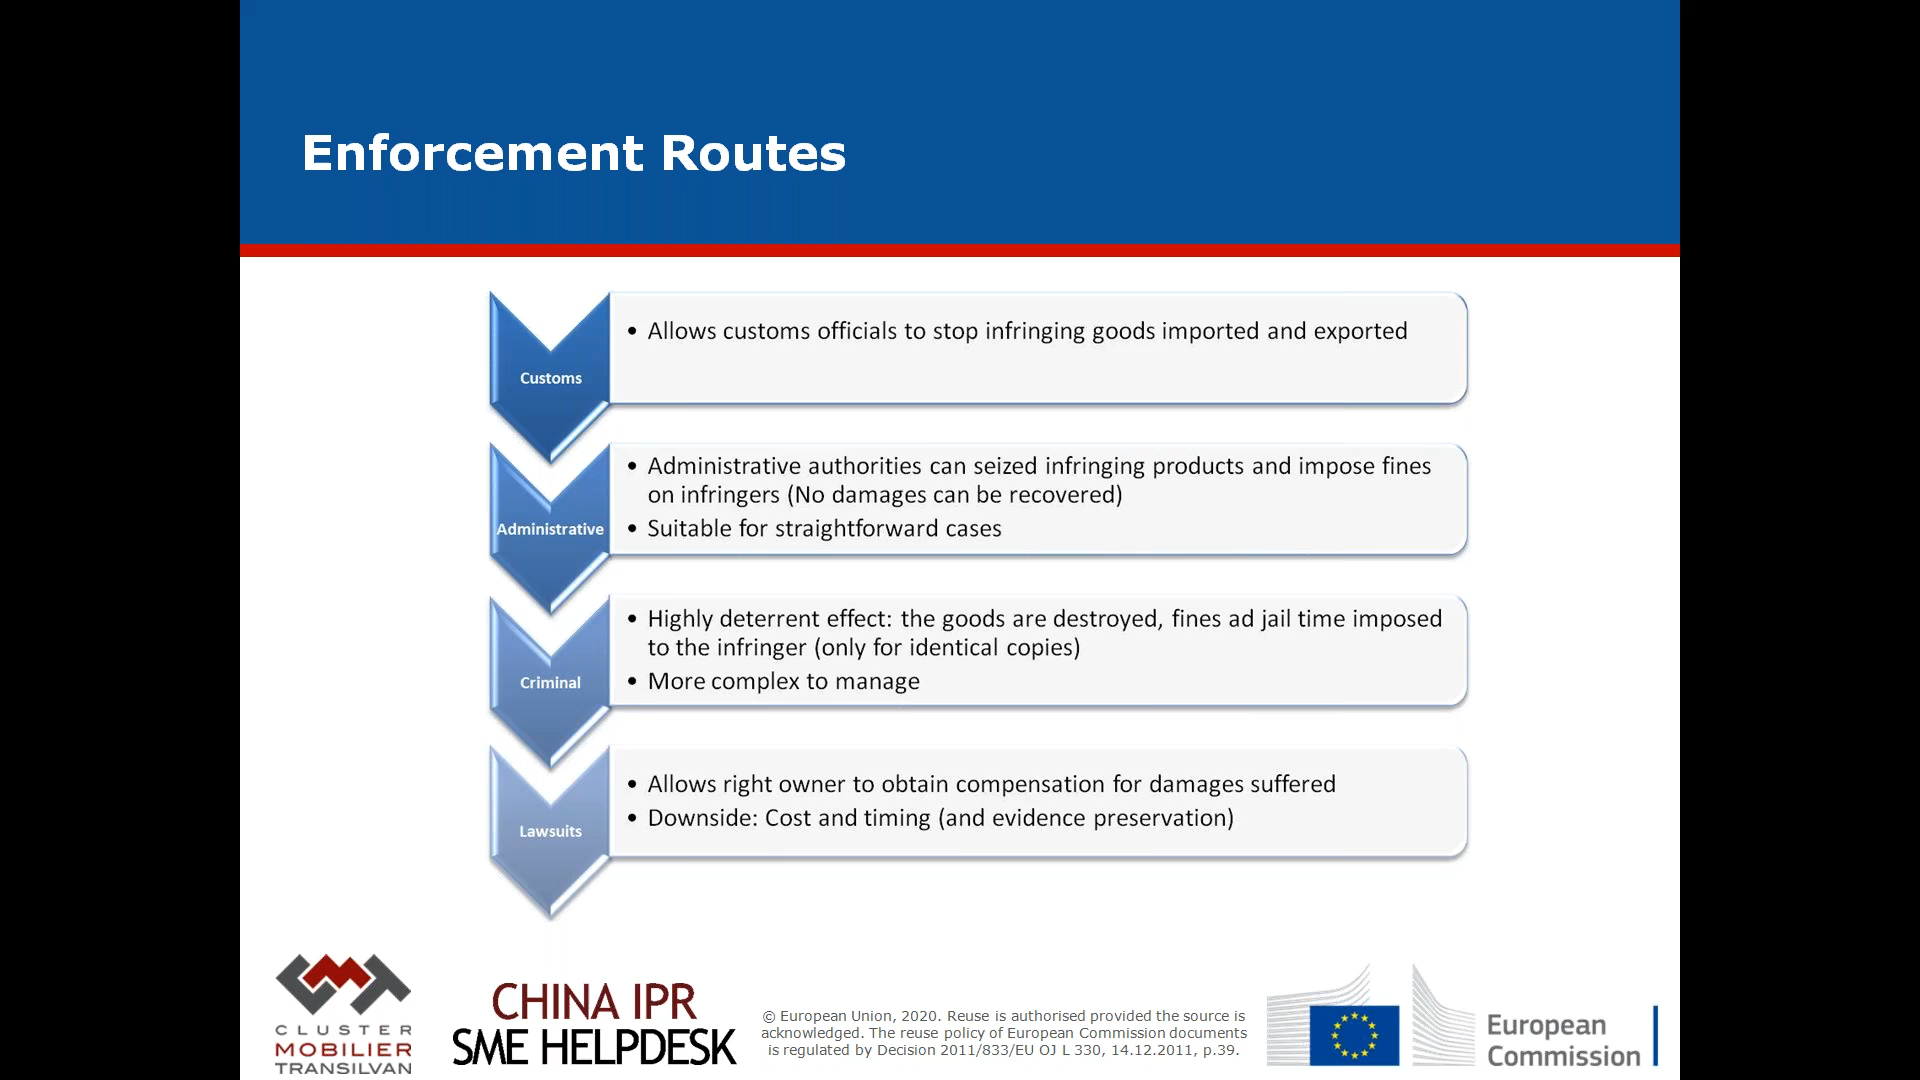 Enforcement Routes
Customs
• Allows customs officials to stop infringing goods imported and exported
Administrative
• Administrative authorities can seized infringing products and impose fines
on infringers (No damages can be recovered)
• Suitable for straightforward cases
Criminal
• Highly deterrent effect: the goods are destroyed, fines ad jail time imposed
to the infringer (only for identical copies)
• More complex to manage
Lawsuits
• Allows right owner to obtain compensation for damages suffered
• Downside: Cost and timing (and evidence preservation)
CLUSTER
MOBILIER
TRANSILVAN
CHINA IPR
SME HELPDESK
© European Union, 2020. Reuse is authorised provided the source is
acknowledged. The reuse policy of European Commission documents
is regulated by Decision 2011/833/EU OJ L 330, 14.12.2011, p.39.
European
Commission